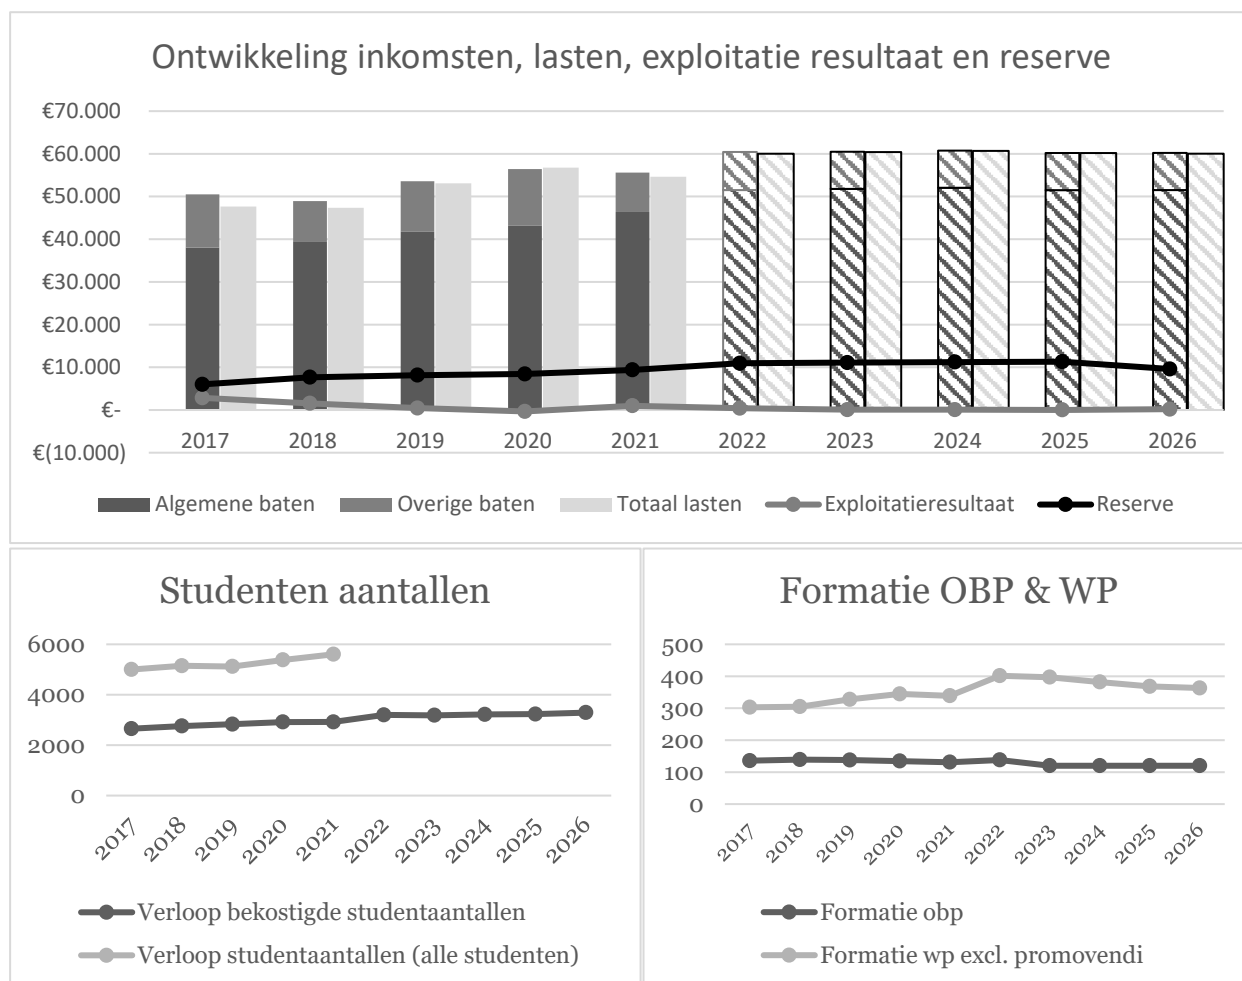 Ontwikkeling inkomsten, lasten, exploitatie resultaat en reserve
€70.000
€60.000
€50.000
€40.000
€30.000
€20.000
€10.000
€-
€(10.000)
2017 2018 2019 2020 2021 2022 2023 2024 2025 2026
Algemene baten Overige baten Totaal lasten Exploitatieresultaat Reserve
Studenten aantallen
6000
4000
2000
0
2017 2018 2019 2020 2021 2022 2023 2024 2025 2026
Verloop bekostigde studentaantallen
Verloop studentaantallen (alle studenten)
Formatie OBP & WP
500
400
300
200
100
0
2017 2018 2019 2020 2021 2022 2023 2024 2025 2026
Formatie obp
Formatie wp excl. promovendi